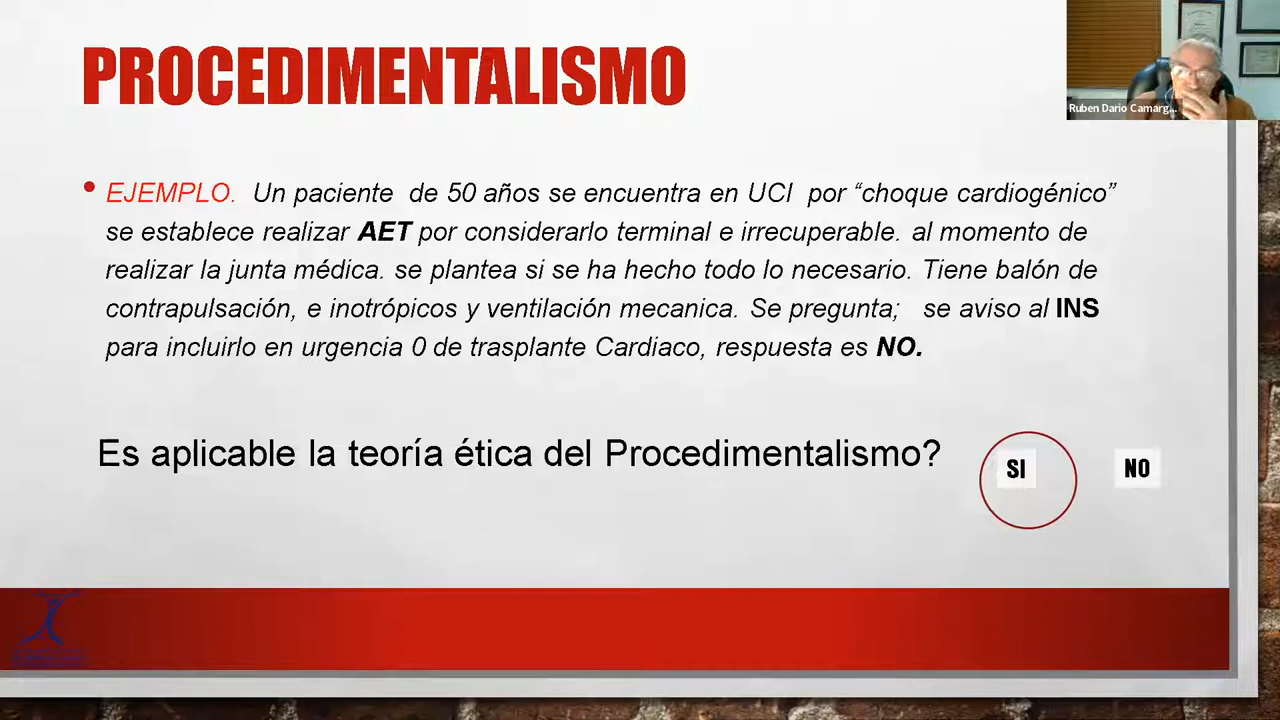 PROCEDIMENTALISMO
Ruben Dario Camarg...
• EJEMPLO. Un paciente de 50 años se encuentra en UCI por “choque cardiogénico”
se establece realizar AET por considerarlo terminal e irrecuperable. al momento de
realizar la junta médica. se plantea si se ha hecho todo lo necesario. Tiene balón de
contrapulsación, e inotrópicos y ventilación mecanica. Se pregunta; se aviso al INS
para incluirlo en urgencia 0 de trasplante Cardiaco, respuesta es NO.
Es aplicable la teoría ética del Procedimentalismo?
SI NO